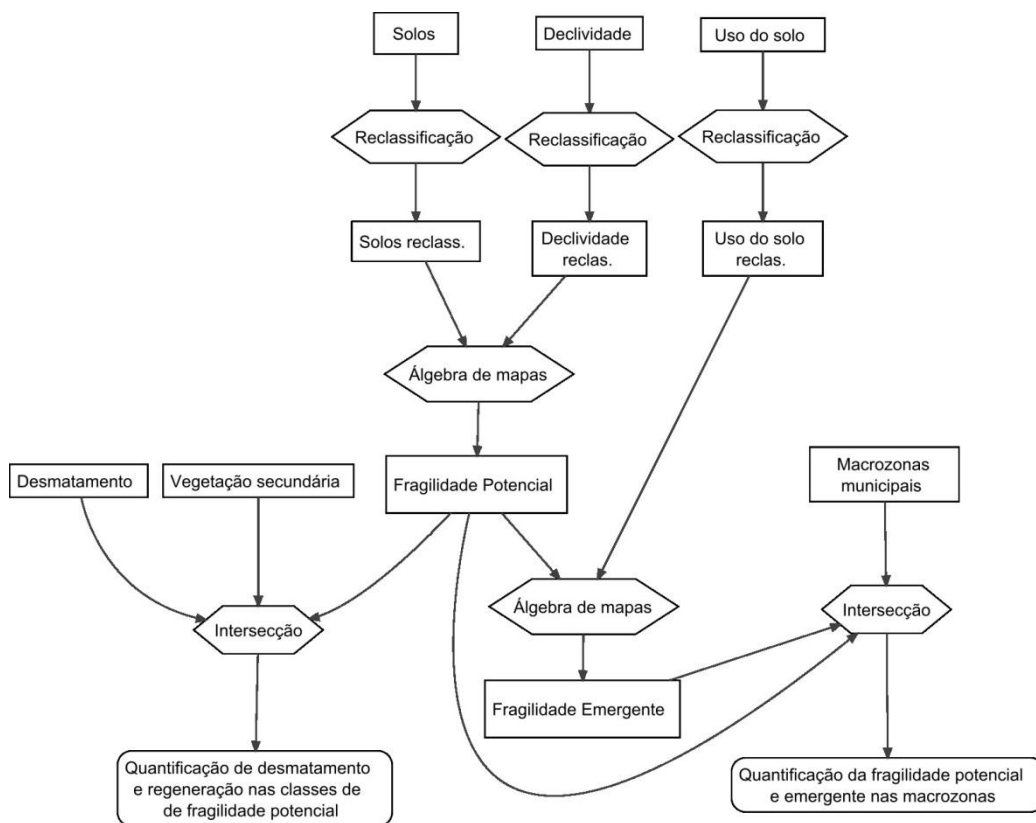 Solos
Declividade
Uso do solo
Reclassificação
Reclassificação
Reclassificação
Solos reclass.
Declividade
reclas.
Uso do solo
reclas.
Álgebra de mapas
Desmatamento
Vegetação secundária
Fragilidade Potencial
Macrozonas
municipais
Intersecção
Álgebra de mapas
Intersecção
Fragilidade Emergente
Quantificação de desmatamento
e regeneração nas classes de
de fragilidade potencial
Quantificação da fragilidade potencial
e emergente nas macrozonas